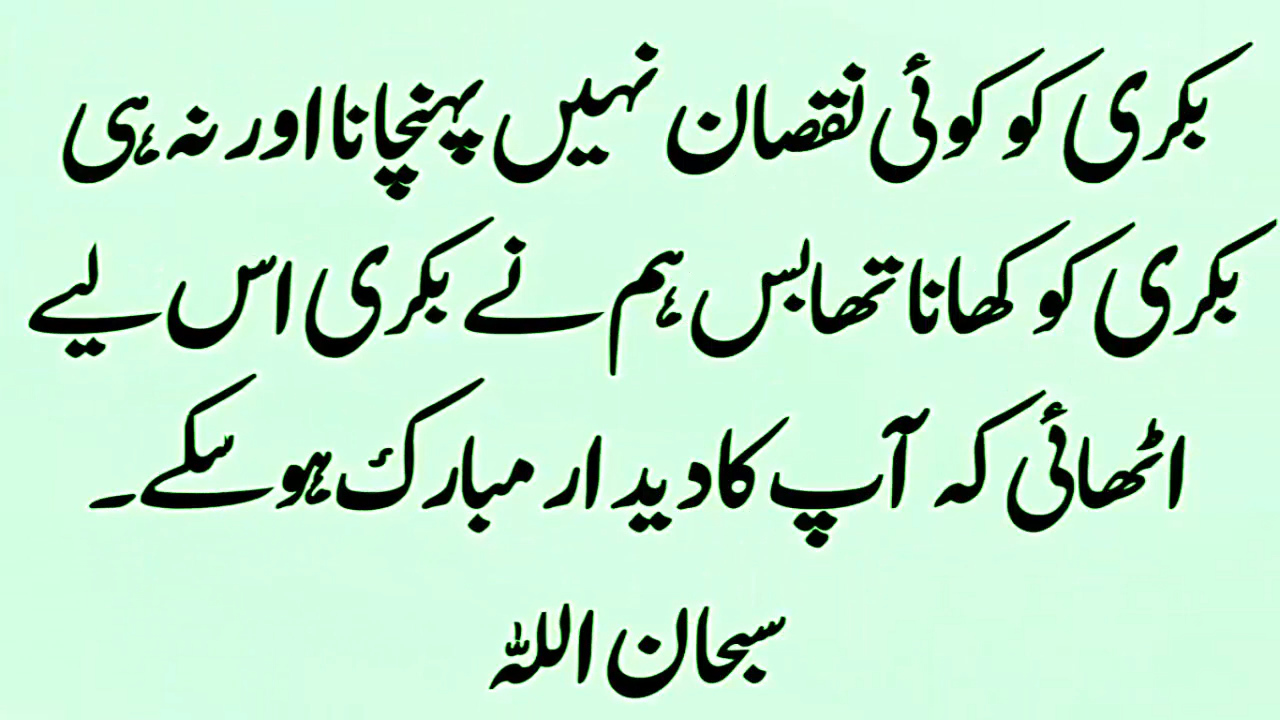 بکری کو کوئی نقصان نہیں پہنچانا اور نہ ہی
بکری کو کھانا تھا بس ہم نے بکری اس لیے
اٹھائی کہ آپ کا دیدار مبارک ہو سکے۔
سبحان اللہ